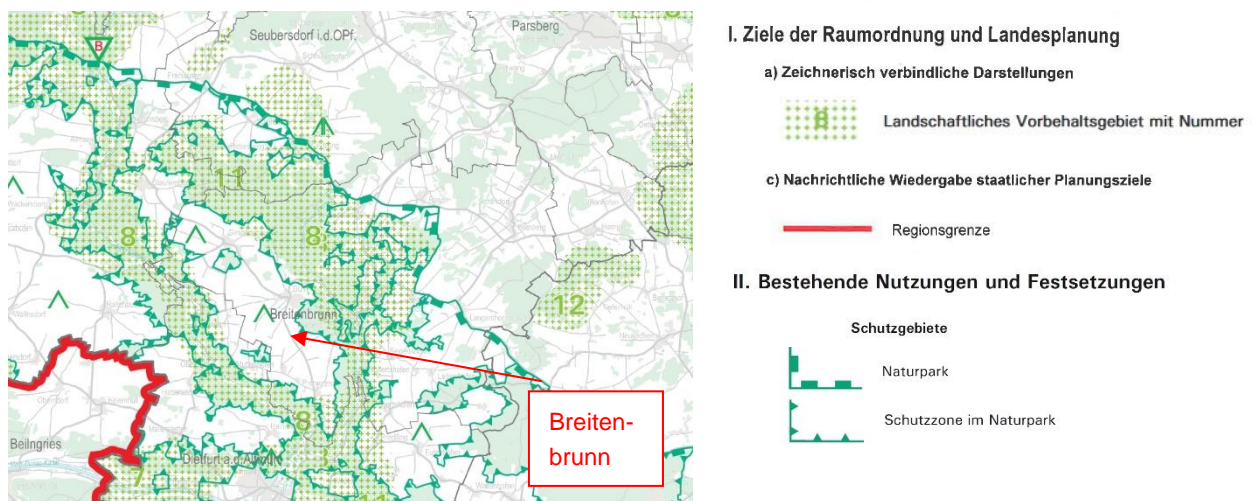 Seubersdorf i.d.OPf.
Parsberg
B
11
8
8
12
Breitenbrunn
8
Beilngries
Dietfurt a.d.Altmühl
7
11
Breiten-
brunn
I. Ziele der Raumordnung und Landesplanung
a) Zeichnerisch verbindliche Darstellungen
8
Landschaftliches Vorbehaltsgebiet mit Nummer
c) Nachrichtliche Wiedergabe staatlicher Planungsziele
Regionsgrenze
II. Bestehende Nutzungen und Festsetzungen
Schutzgebiete
Naturpark
Schutzzone im Naturpark